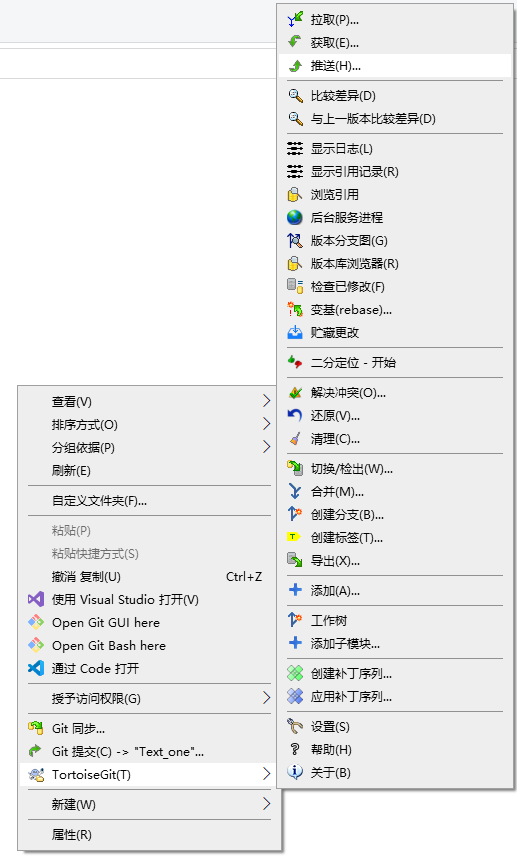 拉取(P)...
获取(E)...
推送(H)...
比较差异(D)
与上一版本比较差异(D)
显示日志(L)
显示引用记录(R)
浏览引用
后台服务进程
版本分支图(G)
版本库浏览器(R)
检查已修改(F)
变基(rebase)...
贮藏更改
二分定位 - 开始
解决冲突(O)...
还原(V)...
清理(C)...
切换/检出(W)...
合并(M)...
创建分支(B)...
创建标签(T)...
导出(X)...
添加(A)...
工作树
添加子模块...
创建补丁序列...
应用补丁序列...
设置(S)
帮助(H)
关于(B)
查看(V)
排序方式(O)
分组依据(P)
刷新(E)
自定义文件夹(F)...
粘贴(P)
粘贴快捷方式(S)
撤消 复制(U) Ctrl+Z
使用 Visual Studio 打开(V)
Open Git GUI here
Open Git Bash here
通过 Code 打开
授予访问权限(G)
Git 同步...
Git 提交(C) -> "Text_one"...
TortoiseGit(T)
新建(W)
属性(R)